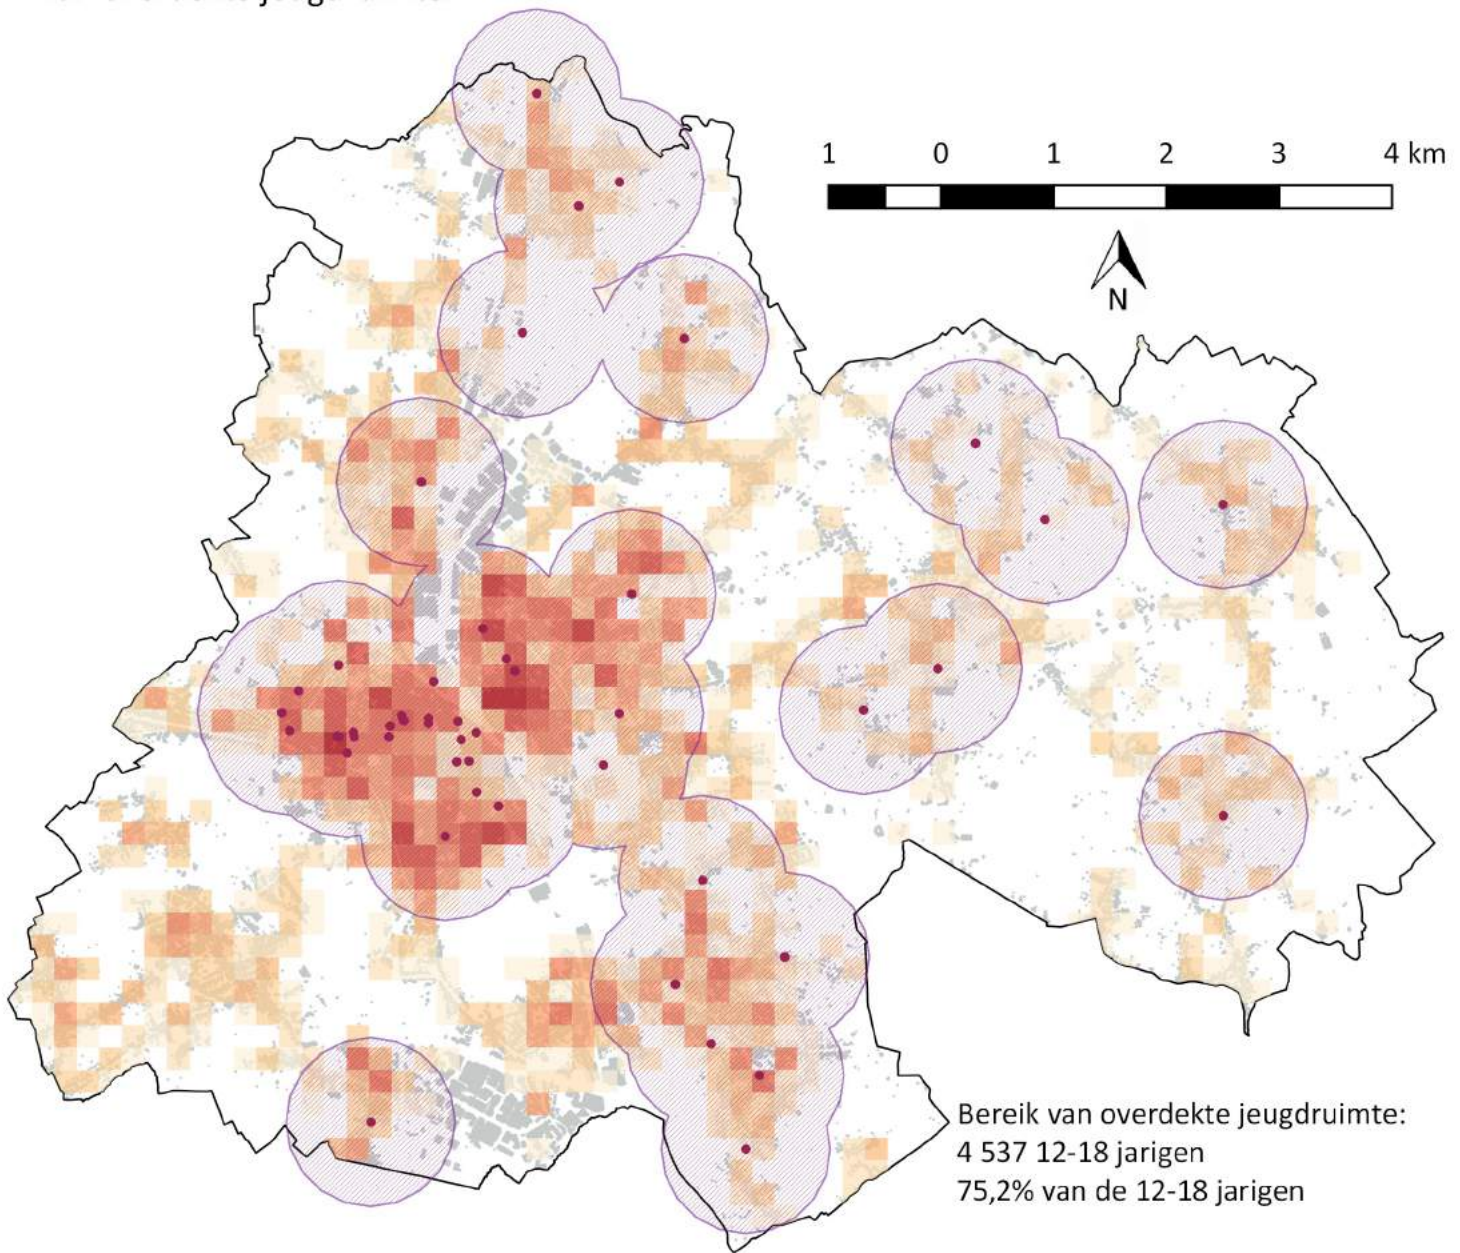 1 0 1 2 3 4 km
N
Bereik van overdekte jeugdruimte:
4 537 12-18 jarigen
75,2% van de 12-18 jarigen